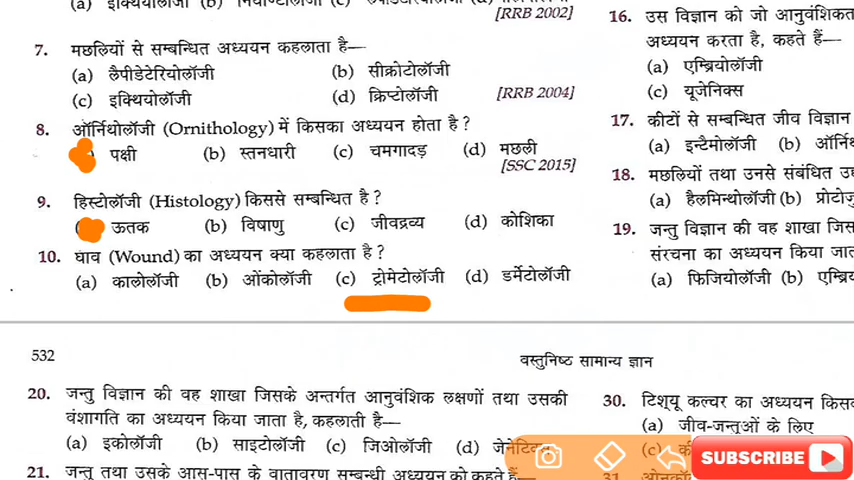 [RRB 2002]
7. मछलियों से सम्बन्धित अध्ययन कहलाता है—
(a) लैपीडेटेरियोलॉजी (b) सीक्रोटोलॉजी
(c) इक्थियोलॉजी (d) क्रिप्टोलॉजी [RRB 2004]
8. ऑर्निथोलॉजी (Ornithology) में किसका अध्ययन होता है ?
पक्षी (b) स्तनधारी (c) चमगादड़ (d) मछली
[SSC 2015]
9. हिस्टोलॉजी (Histology) किससे सम्बन्धित है ?
ऊतक (b) विषाणु (c) जीवद्रव्य (d) कोशिका
10. घाव (Wound) का अध्ययन क्या कहलाता है ?
(a) कालोलॉजी (b) ओंकोलॉजी (c) ट्रोमेटोलॉजी (d) डर्मेटोलॉजी
16. उस विज्ञान को जो आनुवंशिकत
अध्ययन करता है, कहते हैं—
(a) एम्ब्रियोलॉजी
(c) यूजेनिक्स
17. कीटों से सम्बन्धित जीव विज्ञान
(a) इन्टैमोलॉजी (b) ऑर्नि
18. मछलियों तथा उनसे संबंधित
(a) हैलमिन्थोलॉजी (b)
19. जन्तु विज्ञान की वह शाखा जिस
संरचना का अध्ययन किया जात
(a) फिजियोलॉजी (b)
532
वस्तुनिष्ठ सामान्य ज्ञान
20. जन्तु विज्ञान की वह शाखा जिसके अन्तर्गत आनुवंशिक लक्षणों तथा उसकी
वंशागति का अध्ययन किया जाता है, कहलाती है—
(a) इकोलॉजी (b) साइटोलॉजी (c) जिओलॉजी (d)
21. जन्तु तथा उसके आस-पास के वातावरण सम्बन्धी अध्ययन को कहते हैं—
30. टिश्यू कल्चर का अध्ययन
(a) जीव-जन्तुओं के लिए
(c)
SUBSCRIBE